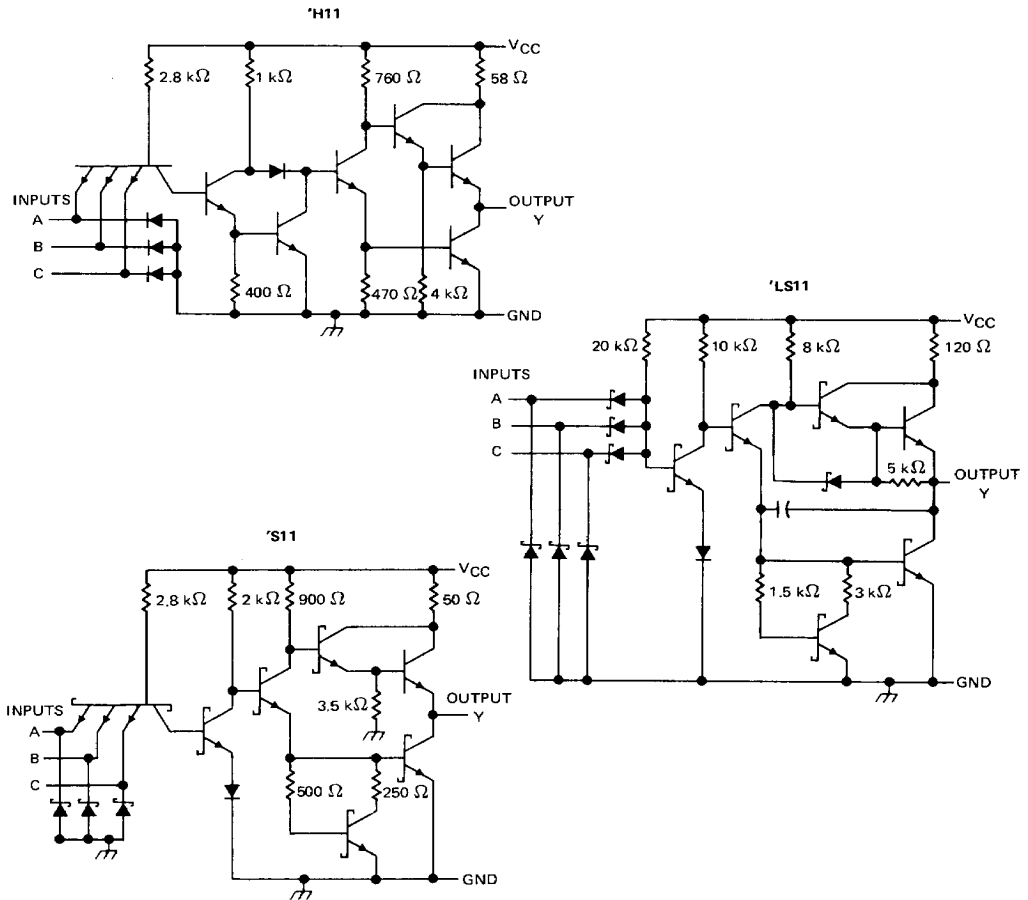 'H11
VCC
2.8 kΩ
1 kΩ
760 Ω
58 Ω
INPUTS
A
B
C
OUTPUT
Y
400 Ω
470 Ω
4 kΩ
GND
'LS11
VCC
20 kΩ
10 kΩ
8 kΩ
120 Ω
INPUTS
A
B
C
5 kΩ
OUTPUT
Y
1.5 kΩ
3 kΩ
GND
'S11
VCC
2.8 kΩ
2 kΩ
900 Ω
50 Ω
INPUTS
A
B
C
3.5 kΩ
OUTPUT
Y
500 Ω
250 Ω
GND